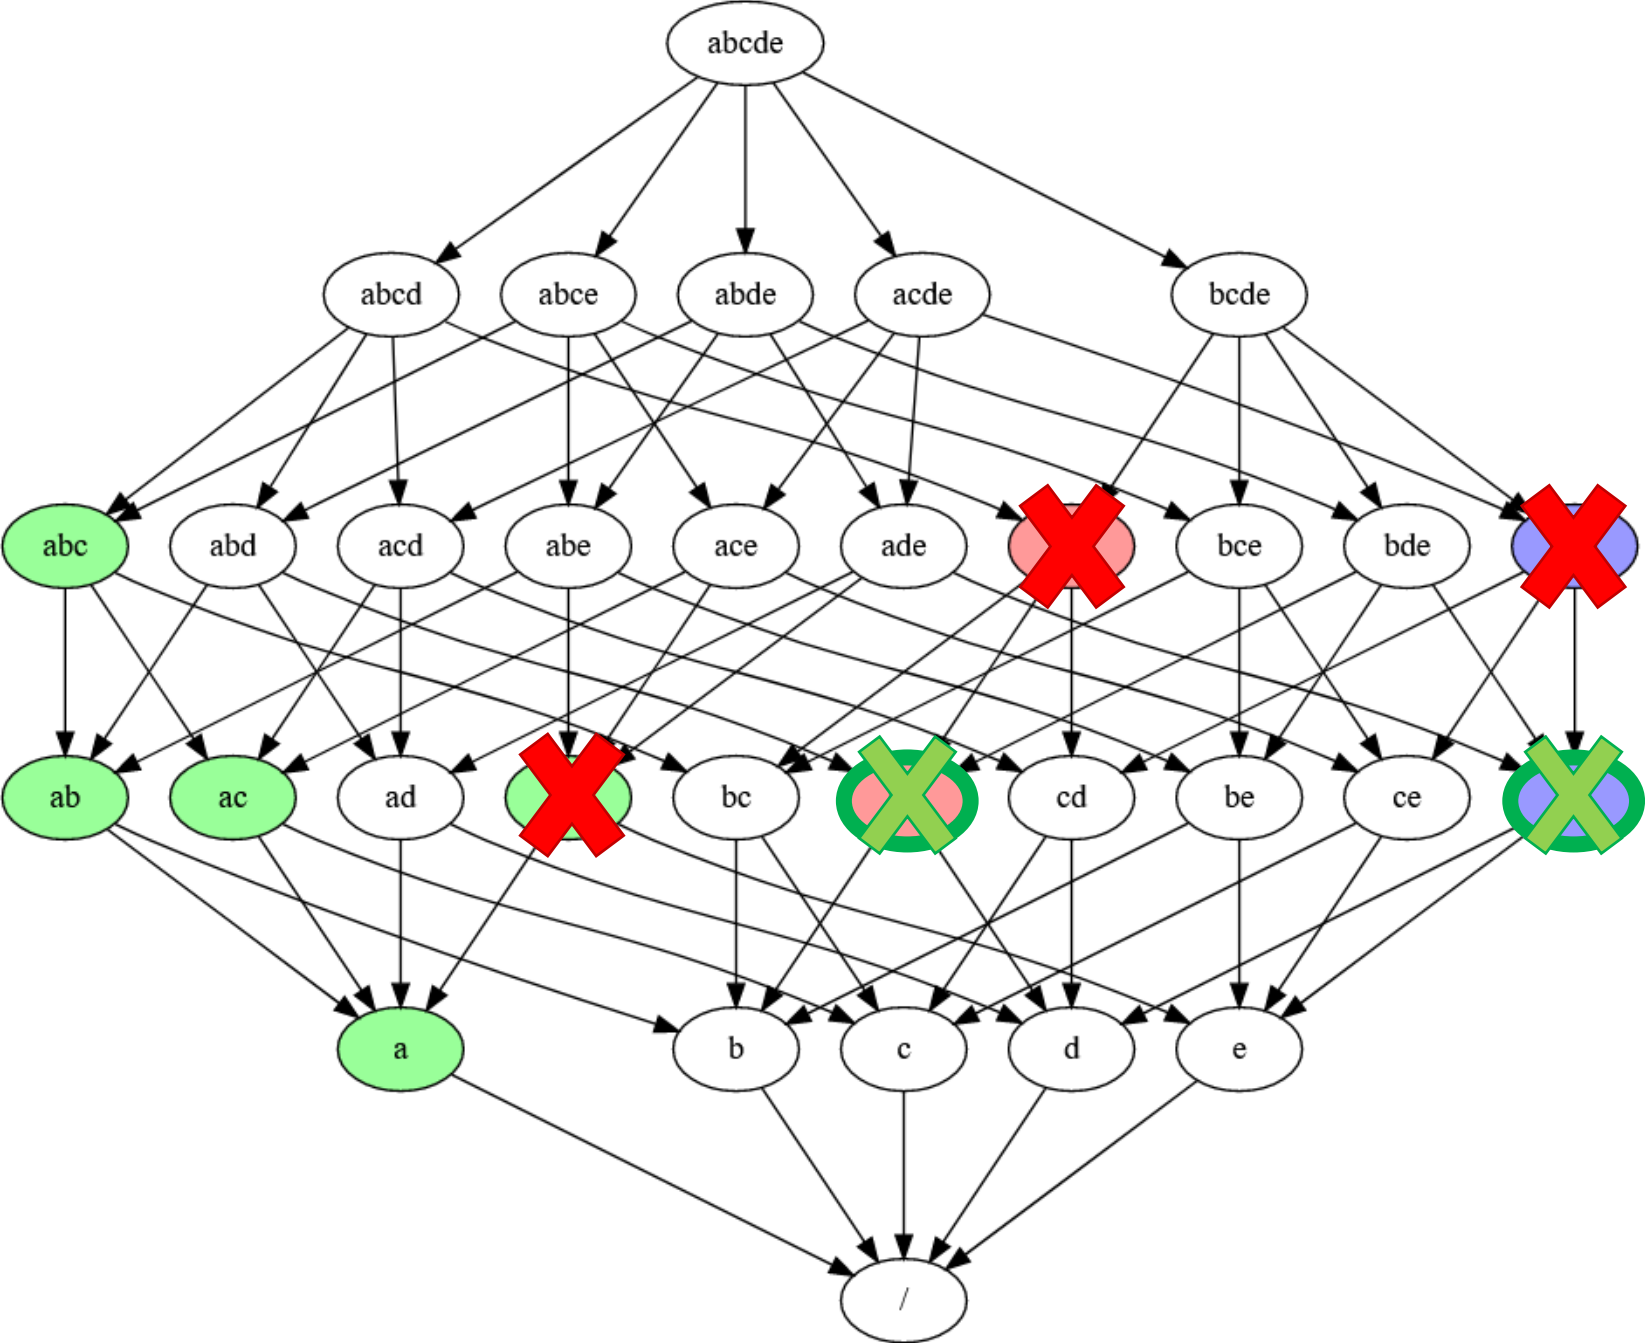 abcde
abcd abce abde acde bcde
abc abd acd abe ace ade bce bde
ab ac ad bc cd be ce
a b c d e
/